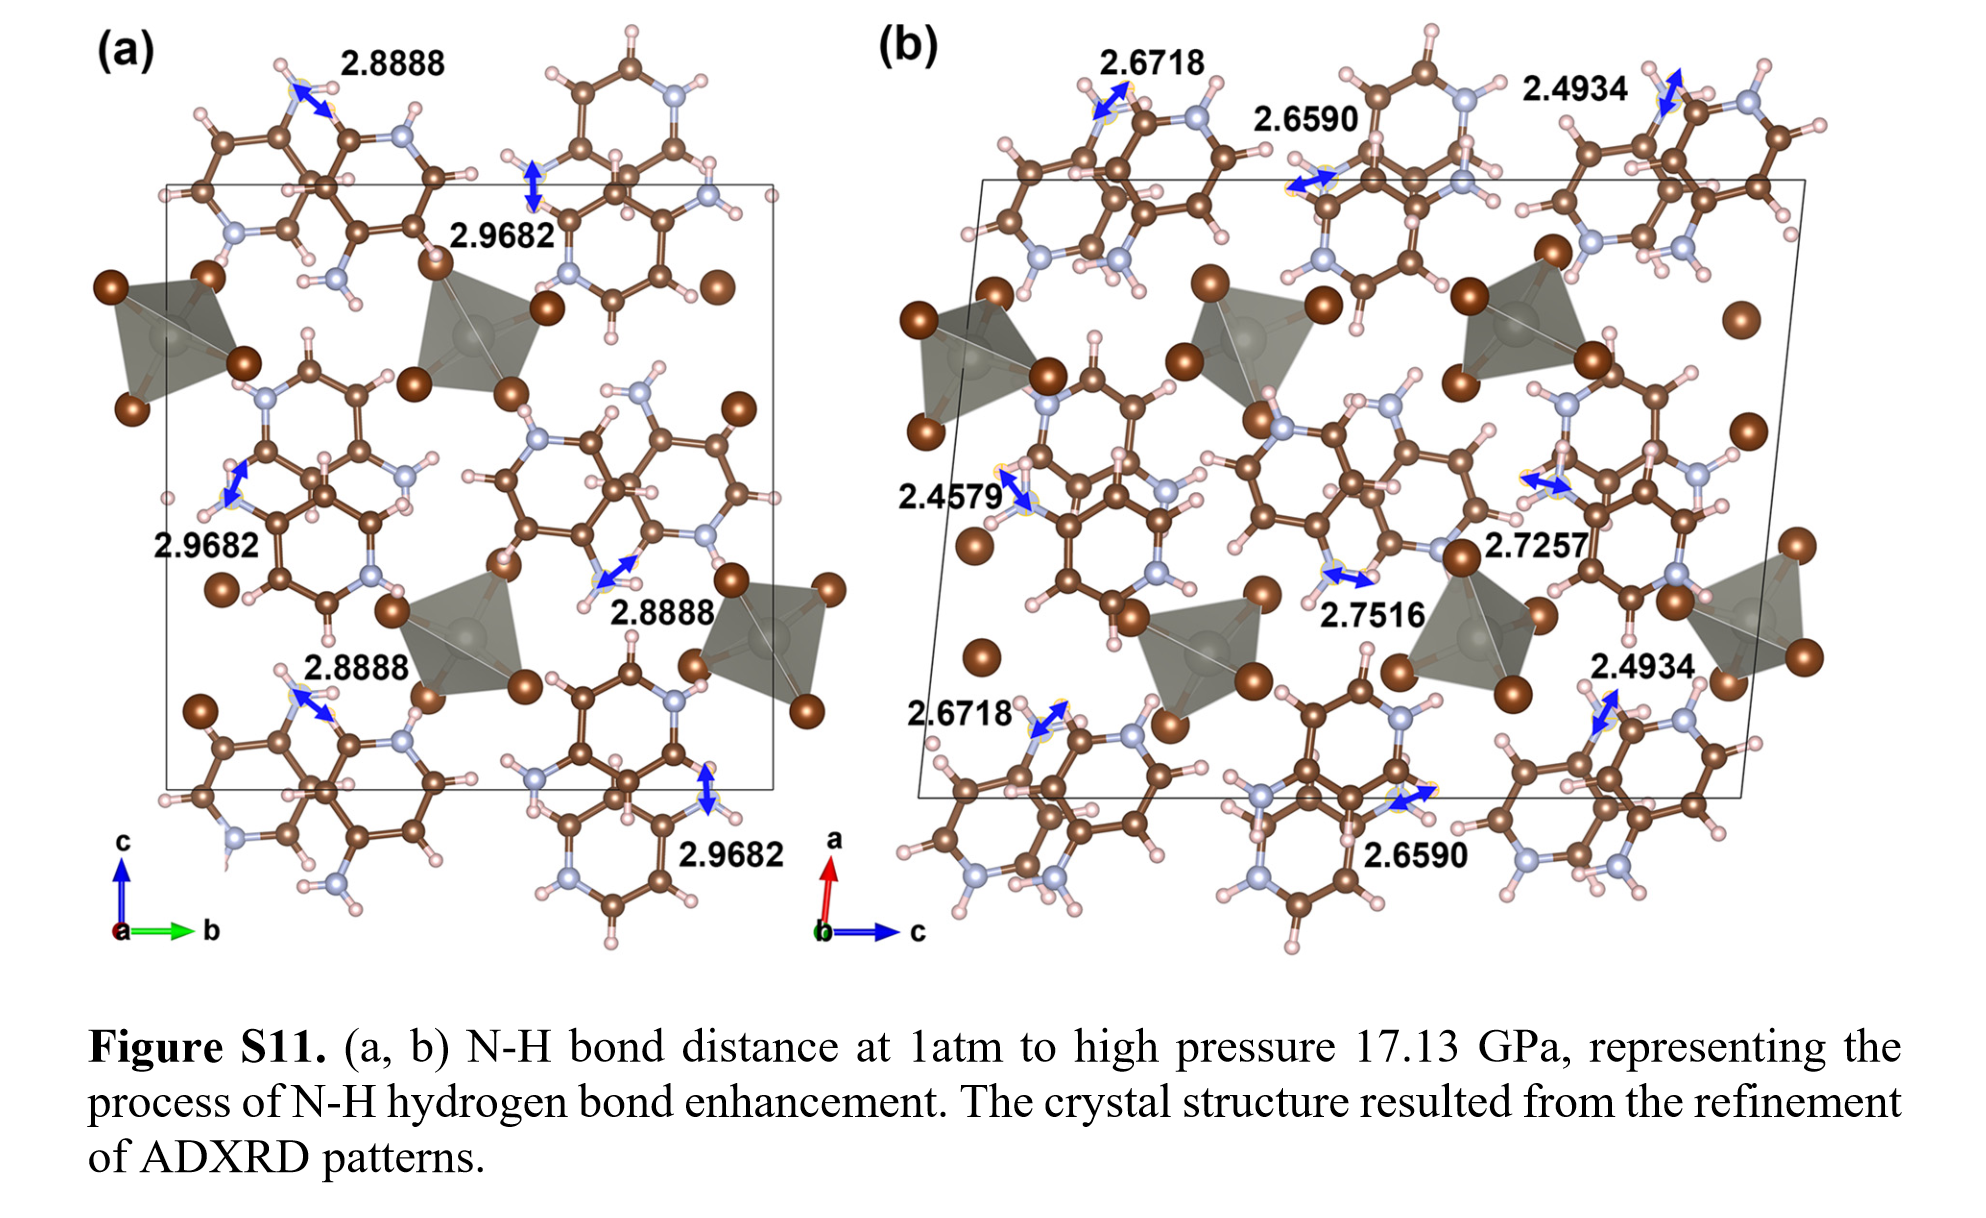 (a)
2.8888
2.9682
2.9682
2.8888
2.8888
2.9682
c
a
b
(b)
2.6718
2.6590
2.4934
2.4579
2.7257
2.7516
2.4934
2.6718
2.6590
a
b
c
Figure S11. (a, b) N-H bond distance at 1atm to high pressure 17.13 GPa, representing the
process of N-H hydrogen bond enhancement. The crystal structure resulted from the refinement
of ADXRD patterns.